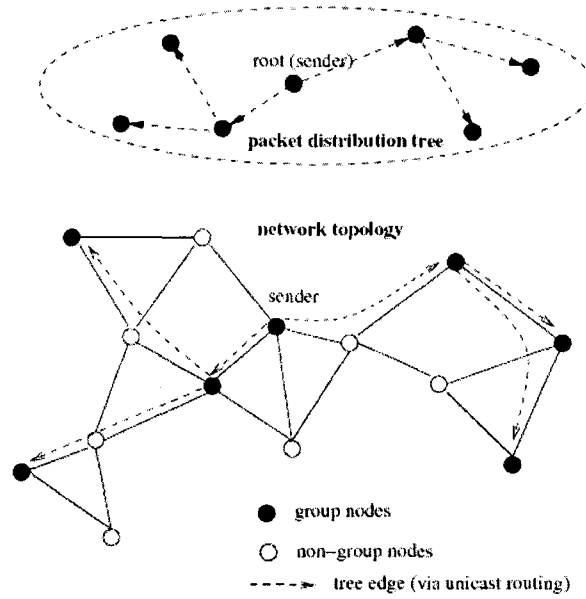 root (sender)
packet distribution tree
network topology
sender
group nodes
non-group nodes
tree edge (via unicast routing)